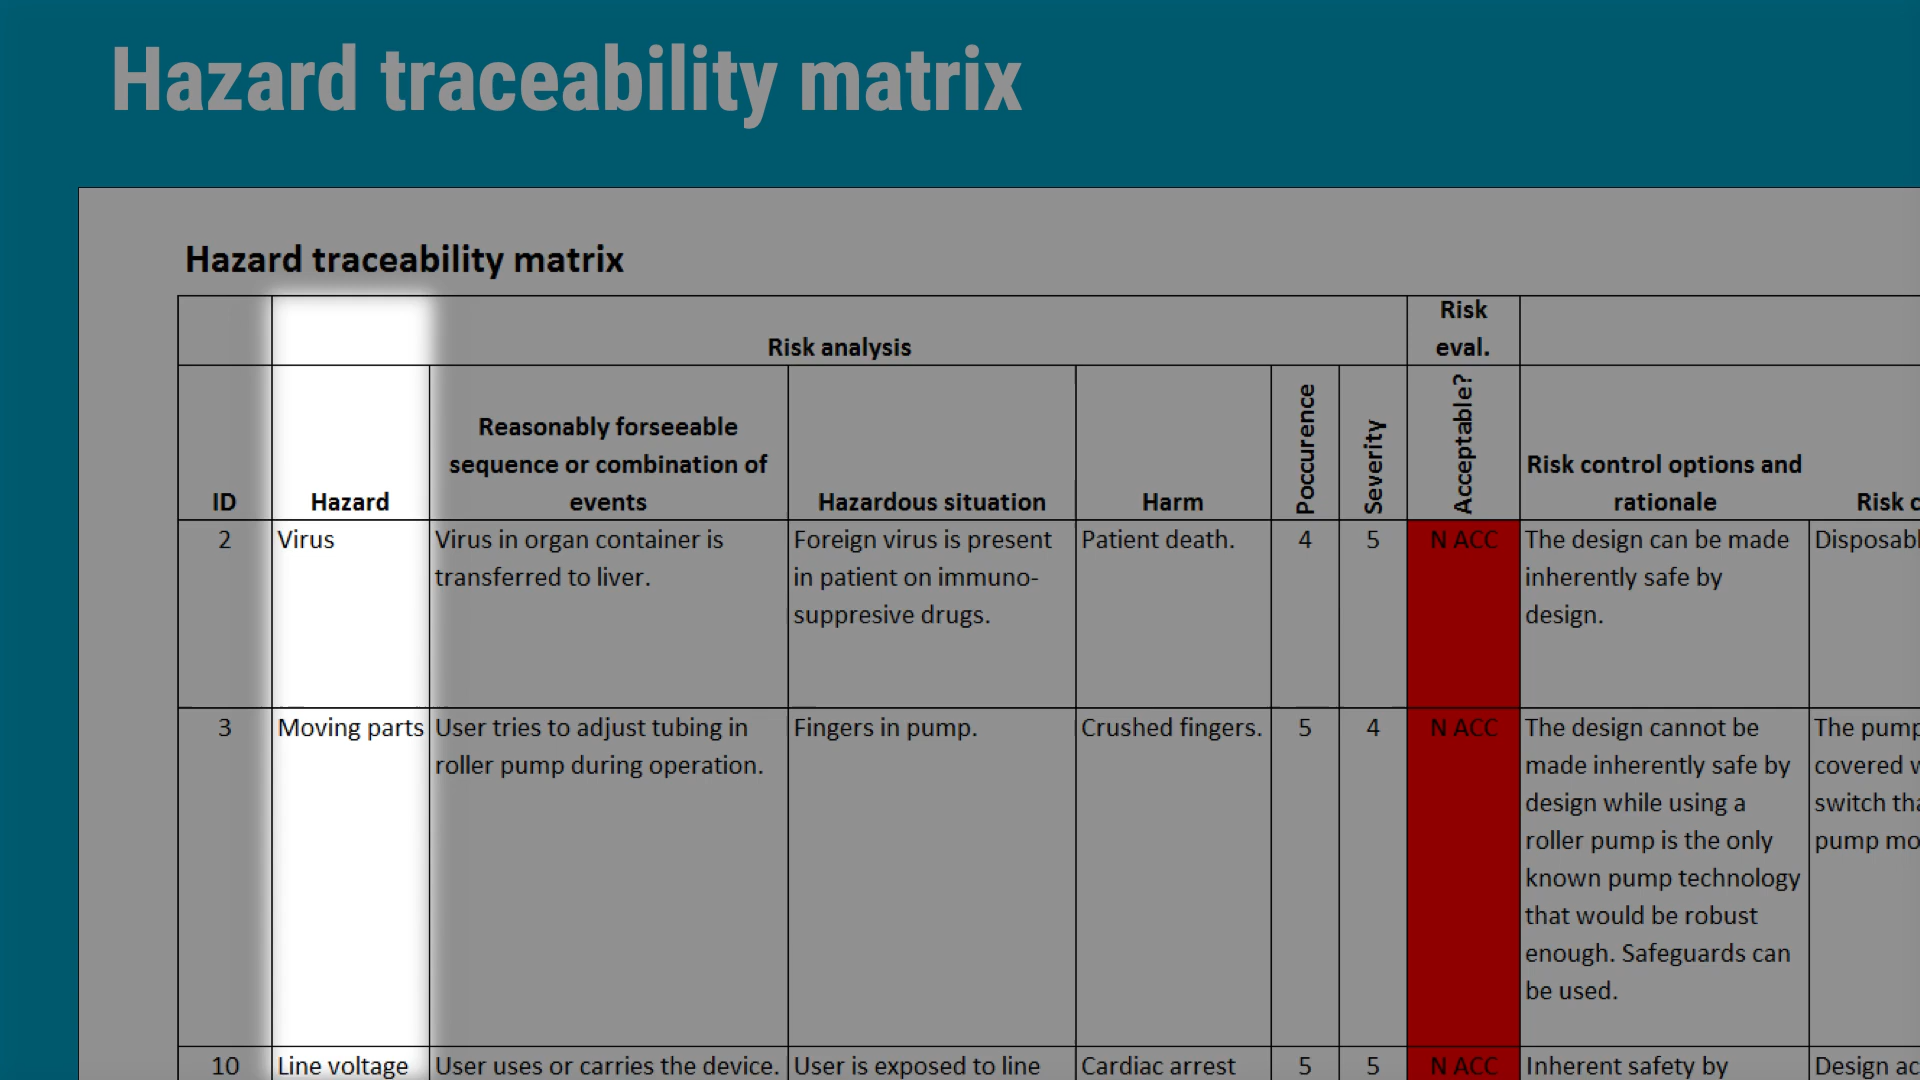 Hazard traceability matrix
Hazard traceability matrix
Risk analysis
Risk
eval.
ID
Hazard
Reasonably forseeable
sequence or combination of
events
Hazardous situation
Harm
Poccurence
Severity
Acceptable?
Risk control options and
rationale
Risk
2
Virus
Virus in organ container is
transferred to liver.
Foreign virus is present
in patient on immuno-
suppresive drugs.
Patient death.
4
5
N ACC
The design can be made
inherently safe by
design.
3
Moving parts
User tries to adjust tubing in
roller pump during operation.
Fingers in pump.
Crushed fingers.
5
4
N ACC
The design cannot be
made inherently safe by
design while using a
roller pump is the only
known pump technology
that would be robust
enough. Safeguards can
be used.
The pump
covered
switch
pump
10
Line voltage
User uses or carries the device.
User is exposed to line
Cardiac arrest
5
5
N ACC
Inherent safety by
Design